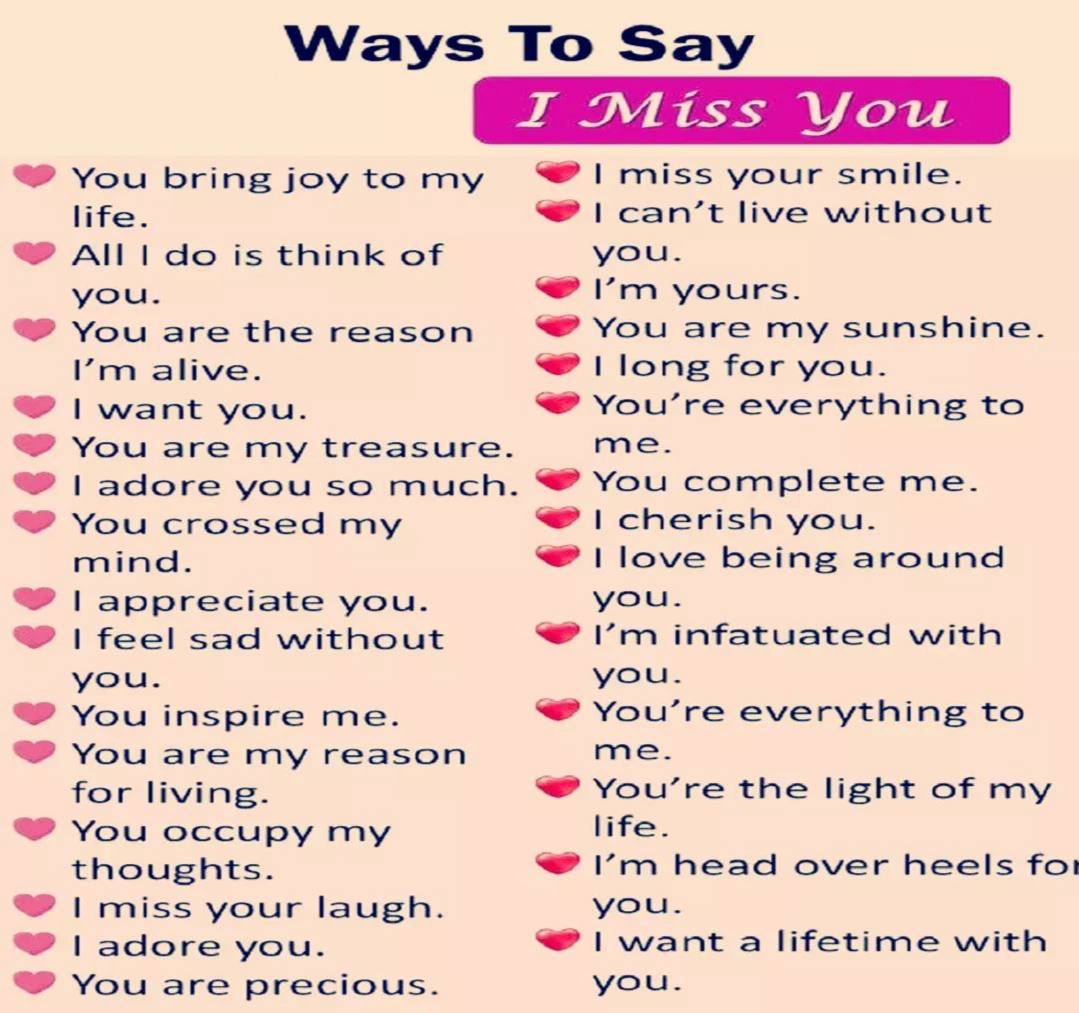 Ways To Say
I Miss You
You bring joy to my
life.
All I do is think of
you.
You are the reason
I'm alive.
I want you.
You are my treasure.
I adore you so much.
You crossed my
mind.
I appreciate you.
I feel sad without
you.
You inspire me.
You are my reason
for living.
You occupy my
thoughts.
I miss your laugh.
I adore you.
You are precious.
I miss your smile.
I can't live without
you.
I'm yours.
You are my sunshine.
I long for you.
You're everything to
me.
You complete me.
I cherish you.
I love being around
you.
I'm infatuated with
you.
You're everything to
me.
You're the light of my
life.
I'm head over heels for
you.
I want a lifetime with
you.